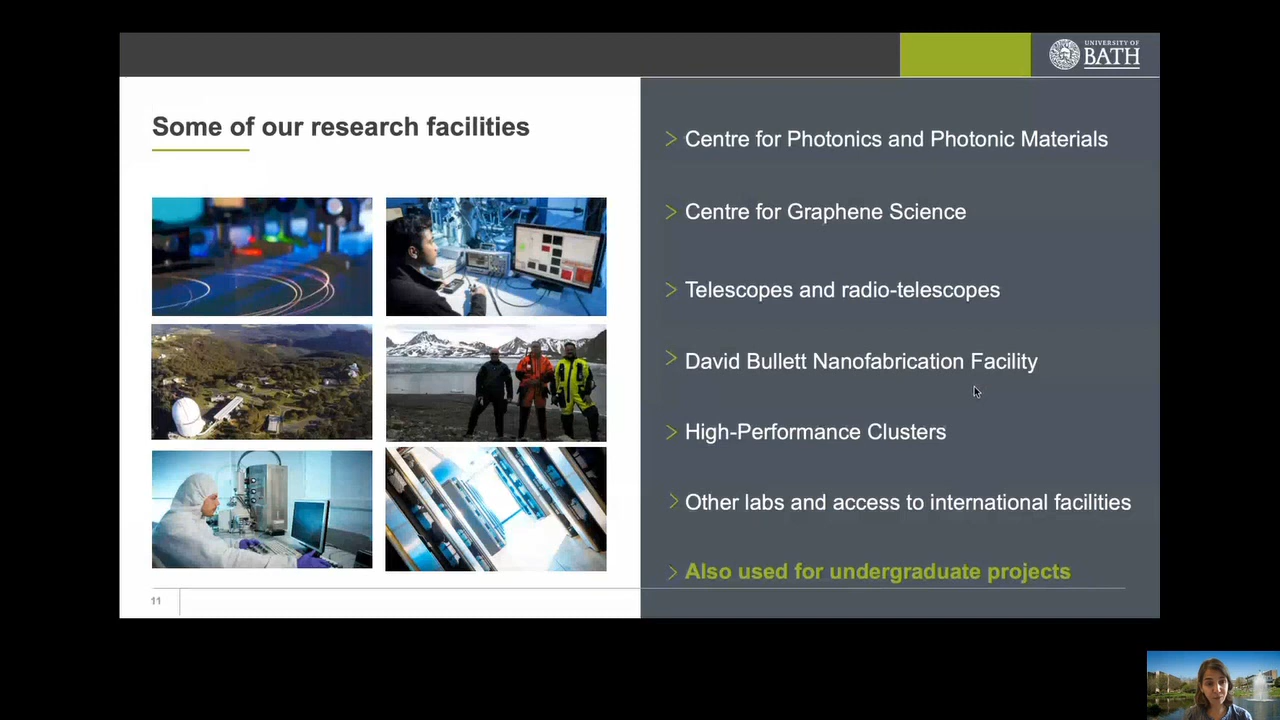 UNIVERSITY OF
BATH
Some of our research facilities
Centre for Photonics and Photonic Materials
Centre for Graphene Science
Telescopes and radio-telescopes
David Bullett Nanofabrication Facility
High-Performance Clusters
Other labs and access to international facilities
Also used for undergraduate projects
11